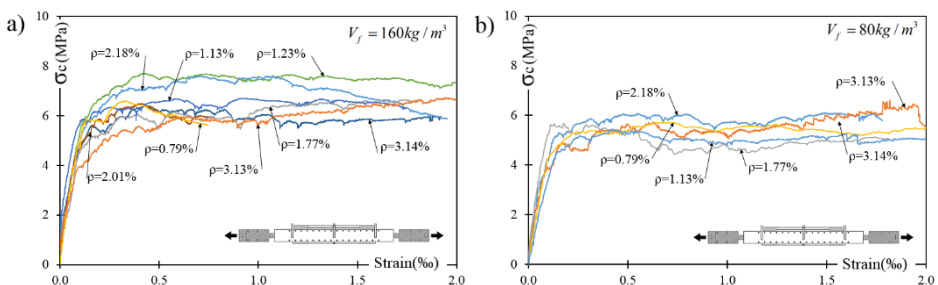 a)
σc (MPa)
10
8
6
4
2
0
V_f = 160kg / m³
ρ=2.18%
ρ=1.13%
ρ=1.23%
ρ=0.79%
ρ=1.77%
ρ=3.14%
ρ=2.01%
ρ=3.13%
0.0 0.5 1.0 1.5 2.0
Strain(‰)
b)
σc (MPa)
10
8
6
4
2
0
V_f = 80kg / m³
ρ=3.13%
ρ=2.18%
ρ=0.79%
ρ=3.14%
ρ=1.13%
ρ=1.77%
0.0 0.5 1.0 1.5 2.0
Strain(‰)